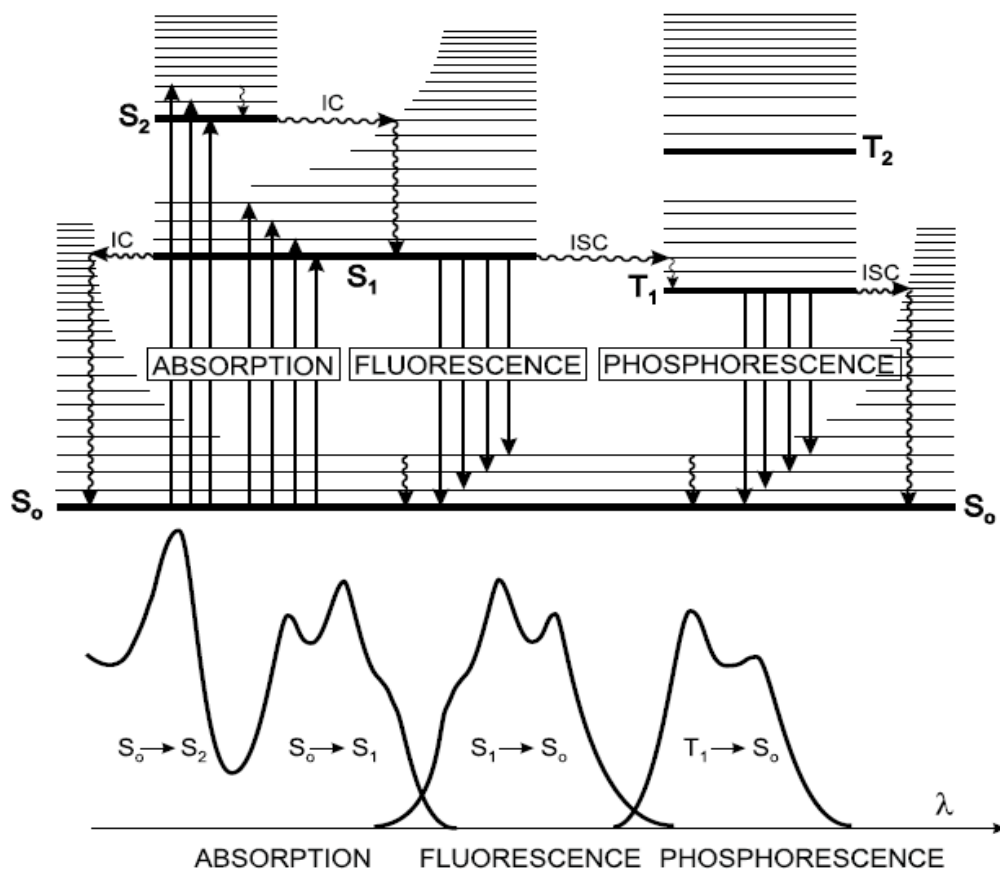 S₂
IC
T₂
IC
S₁
ISC
T₁
ISC
ABSORPTION
FLUORESCENCE
PHOSPHORESCENCE
Sₒ
Sₒ
Sₒ→S₂
Sₒ→S₁
S₁→Sₒ
T₁→Sₒ
λ
ABSORPTION
FLUORESCENCE
PHOSPHORESCENCE